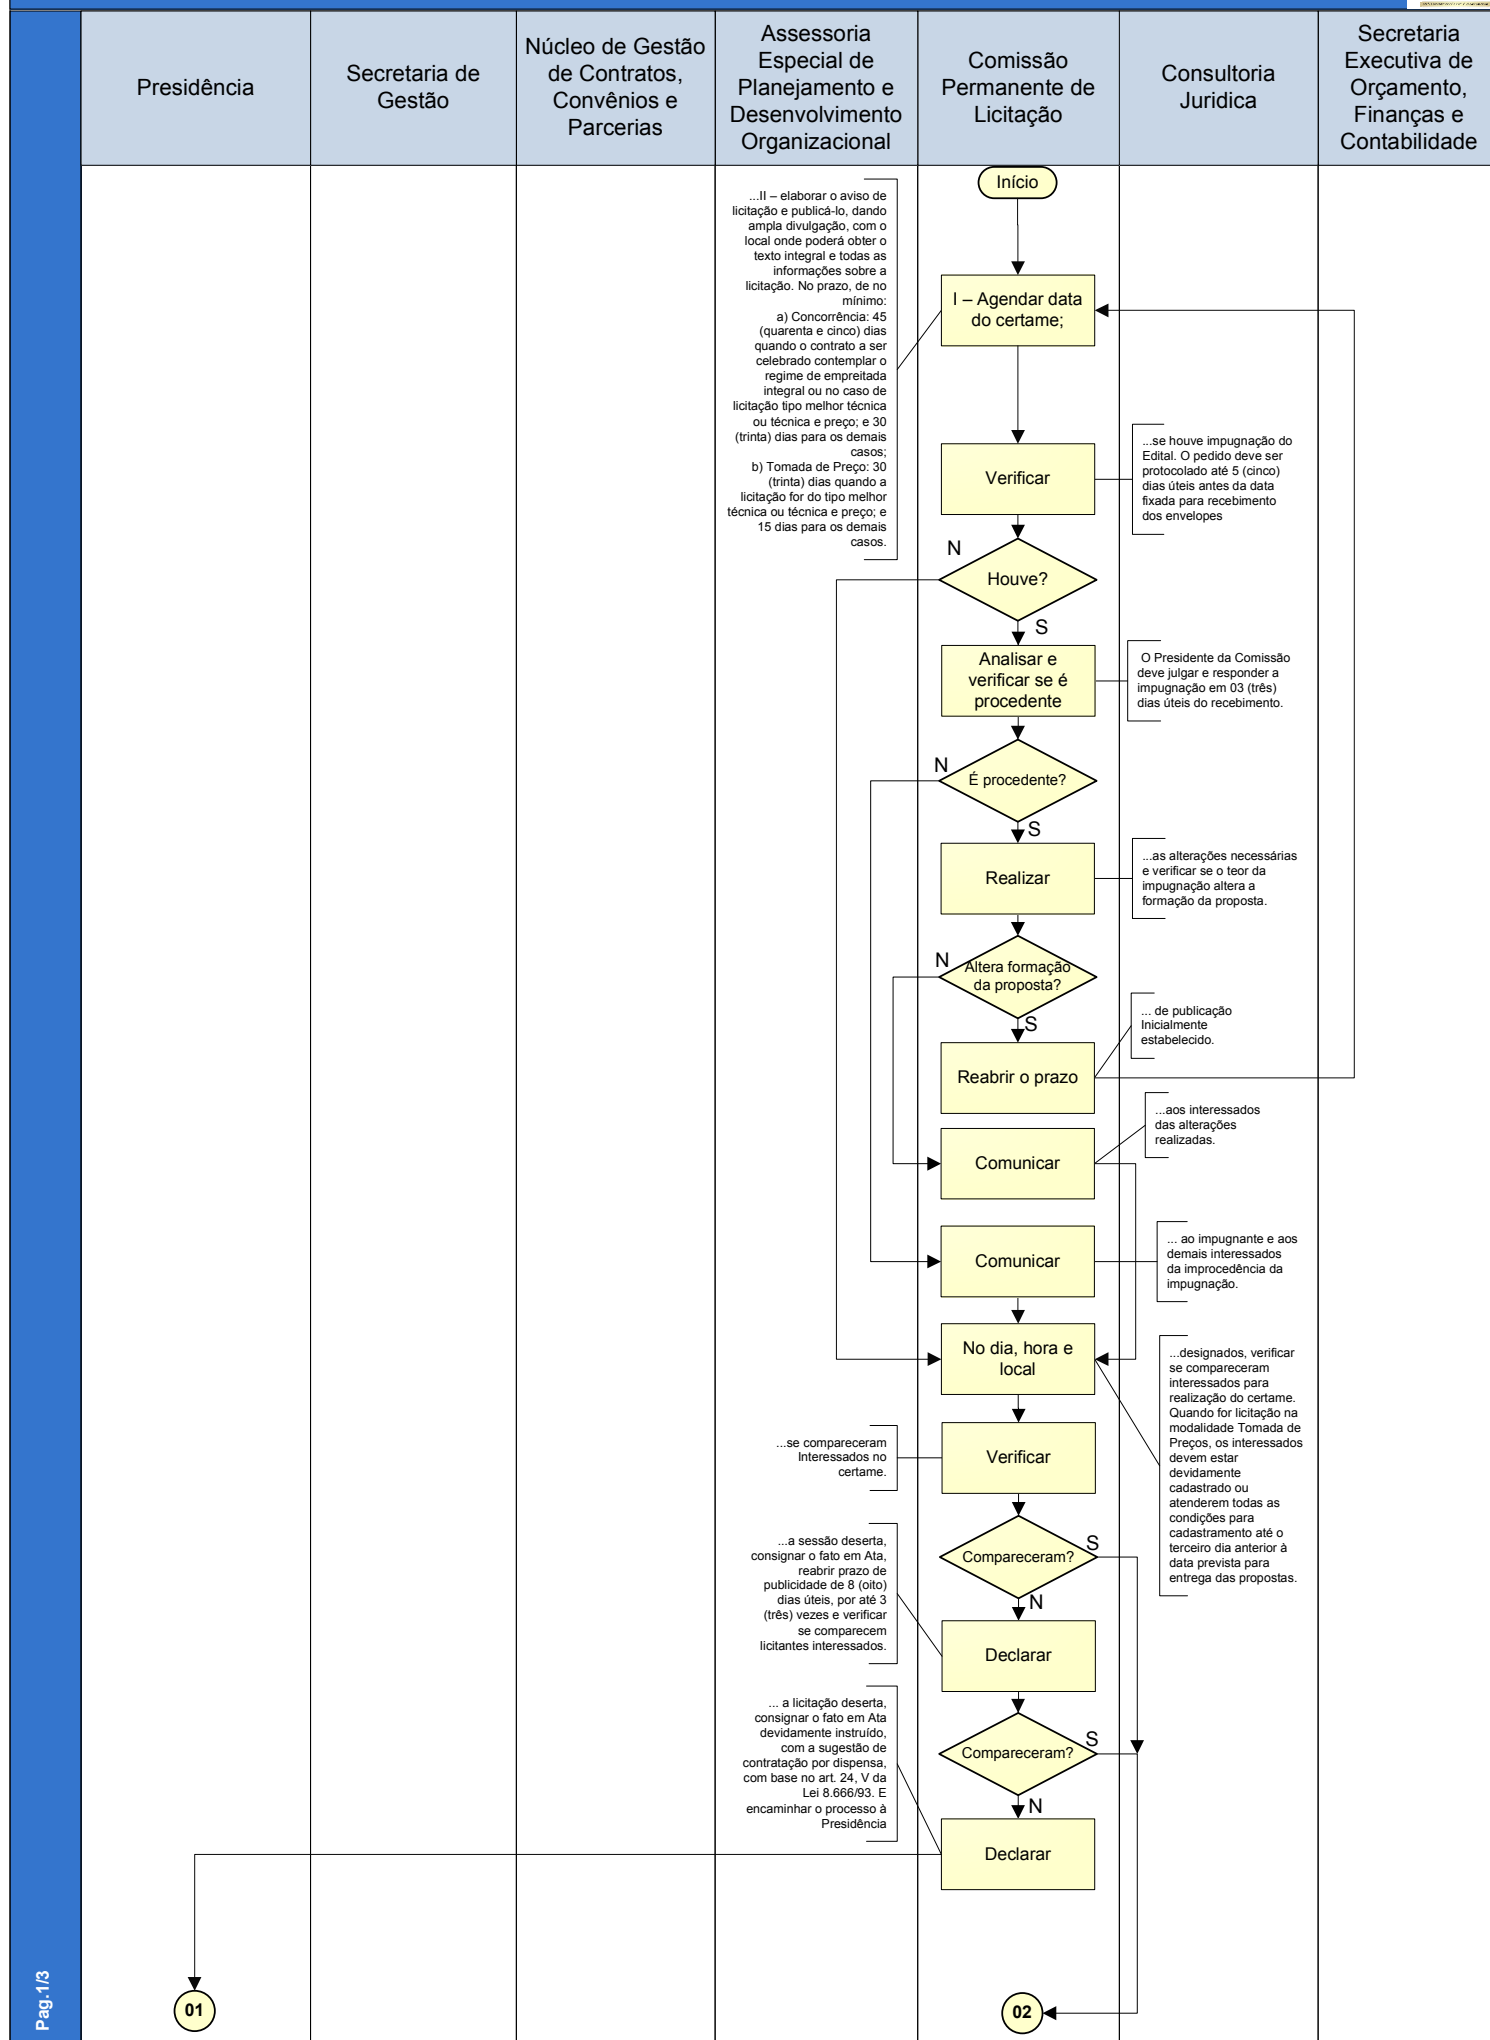 Presidência
Secretaria de
Gestão
Núcleo de Gestão
de Contratos,
Convênios e
Parcerias
Assessoria
Especial de
Planejamento e
Desenvolvimento
Organizacional
Comissão
Permanente de
Licitação
Consultoria
Juridica
Secretaria
Executiva de
Orçamento,
Finanças e
Contabilidade
Início
...II – elaborar o aviso de
licitação e publicá-lo, dando
ampla divulgação, com o
local onde poderá obter o
texto integral e todas as
informações sobre a
licitação. No prazo, de no
mínimo:
a) Concorrência: 45
(quarenta e cinco) dias
quando o contrato a ser
celebrado contemplar o
regime de empreitada
integral ou no caso de
licitação tipo melhor técnica
ou técnica e preço; e 30
(trinta) dias para os demais
casos;
b) Tomada de Preço: 30
(trinta) dias quando a
licitação for do tipo melhor
técnica ou técnica e preço; e
15 dias para os demais
casos.
I – Agendar data
do certame;
Verificar
...se houve impugnação do
Edital. O pedido deve ser
protocolado até 5 (cinco)
dias úteis antes da data
fixada para recebimento
dos envelopes
N
Houve?
S
Analisar e
verificar se é
procedente
O Presidente da Comissão
deve julgar e responder a
impugnação em 03 (três)
dias úteis do recebimento.
N
É procedente?
S
Realizar
...as alterações necessárias
e verificar se o teor da
impugnação altera a
formação da proposta.
N
Altera formação
da proposta?
S
... de publicação
Inicialmente
estabelecido.
Reabrir o prazo
...aos interessados
das alterações
realizadas.
Comunicar
Comunicar
... ao impugnante e aos
demais interessados
da improcedência da
impugnação.
No dia, hora e
local
...designados, verificar
se compareceram
interessados para
realização do certame.
Quando for licitação na
modalidade Tomada de
Preços, os interessados
devem estar
devidamente
cadastrado ou
atenderem todas as
condições para
cadastramento até o
terceiro dia anterior à
data prevista para
entrega das propostas.
...se compareceram
Interessados no
certame.
Verificar
Compareceram?
S
N
...a sessão deserta,
consignar o fato em Ata,
reabrir prazo de
publicidade de 8 (oito)
dias úteis, por até 3
(três) vezes e verificar
se comparecem
licitantes interessados.
Declarar
Compareceram?
S
N
... a licitação deserta,
consignar o fato em Ata
devidamente instruído,
com a sugestão de
contratação por dispensa,
com base no art. 24, V da
Lei 8.666/93. E
encaminhar o processo à
Presidência
Declarar
01
02
Pag.1/3